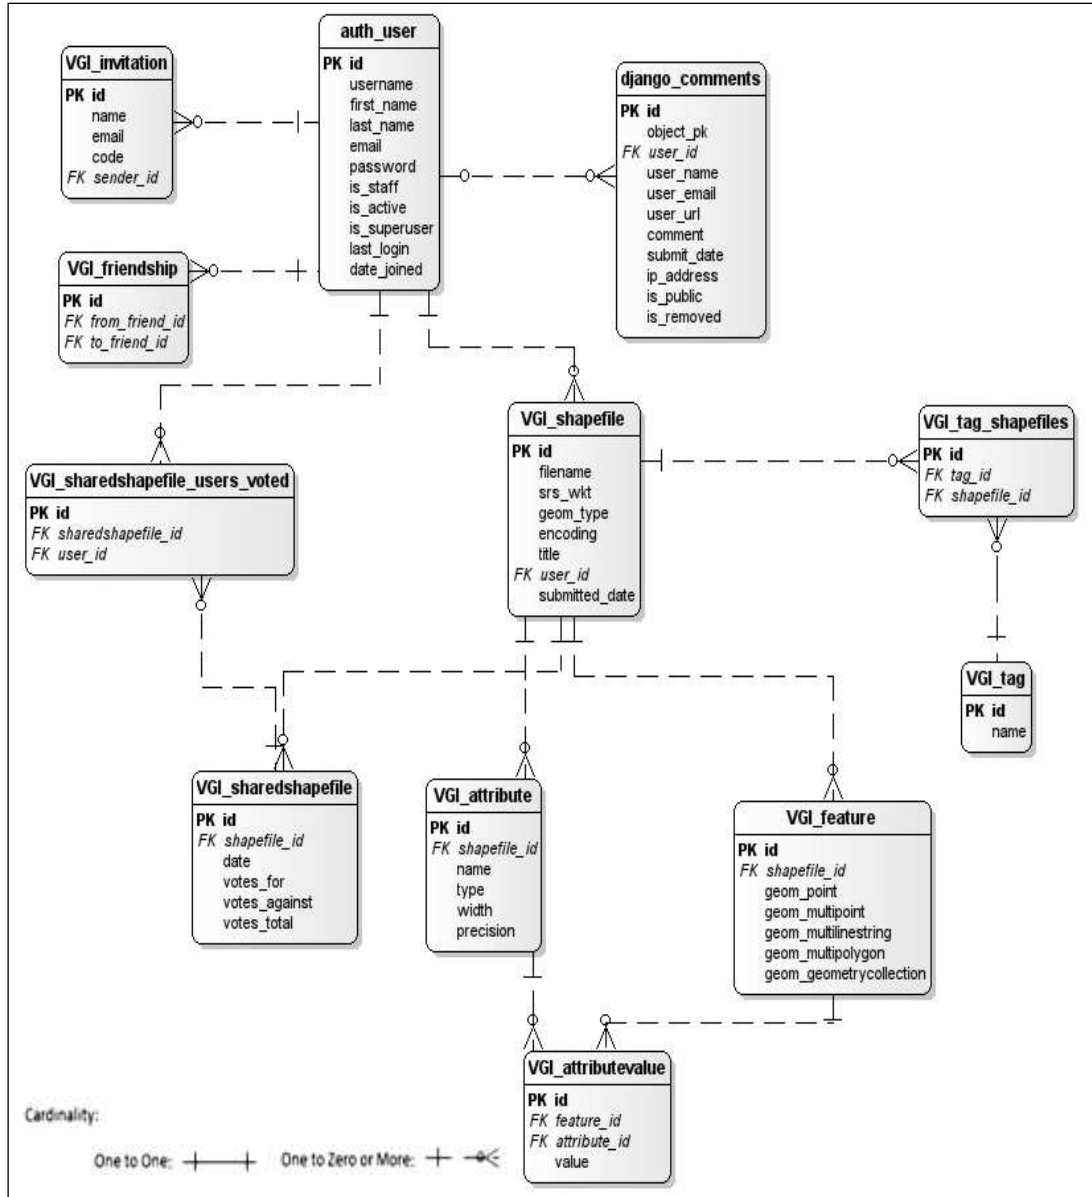 auth_user
PK id
username
first_name
last_name
email
password
is_staff
is_active
is_superuser
last_login
date_joined
VGI_invitation
PK id
name
email
code
FK sender_id
django_comments
PK id
object_pk
FK user_id
user_name
user_email
user_url
comment
submit_date
ip_address
is_public
is_removed
VGI_friendship
PK id
FK from_friend_id
FK to_friend_id
VGI_shapefile
PK id
filename
srs_wkt
geom_type
encoding
title
FK user_id
submitted_date
VGI_tag_shapefiles
PK id
FK tag_id
FK shapefile_id
VGI_sharedshapefile_users_voted
PK id
FK sharedshapefile_id
FK user_id
VGI_tag
PK id
name
VGI_sharedshapefile
PK id
FK shapefile_id
date
votes_for
votes_against
votes_total
VGI_attribute
PK id
FK shapefile_id
name
type
width
precision
VGI_feature
PK id
FK shapefile_id
geom_point
geom_multipoint
geom_multilinestring
geom_multipolygon
geom_geometrycollection
VGI_attributevalue
PK id
FK feature_id
FK attribute_id
value
Cardinality:
One to One:
One to Zero or More: